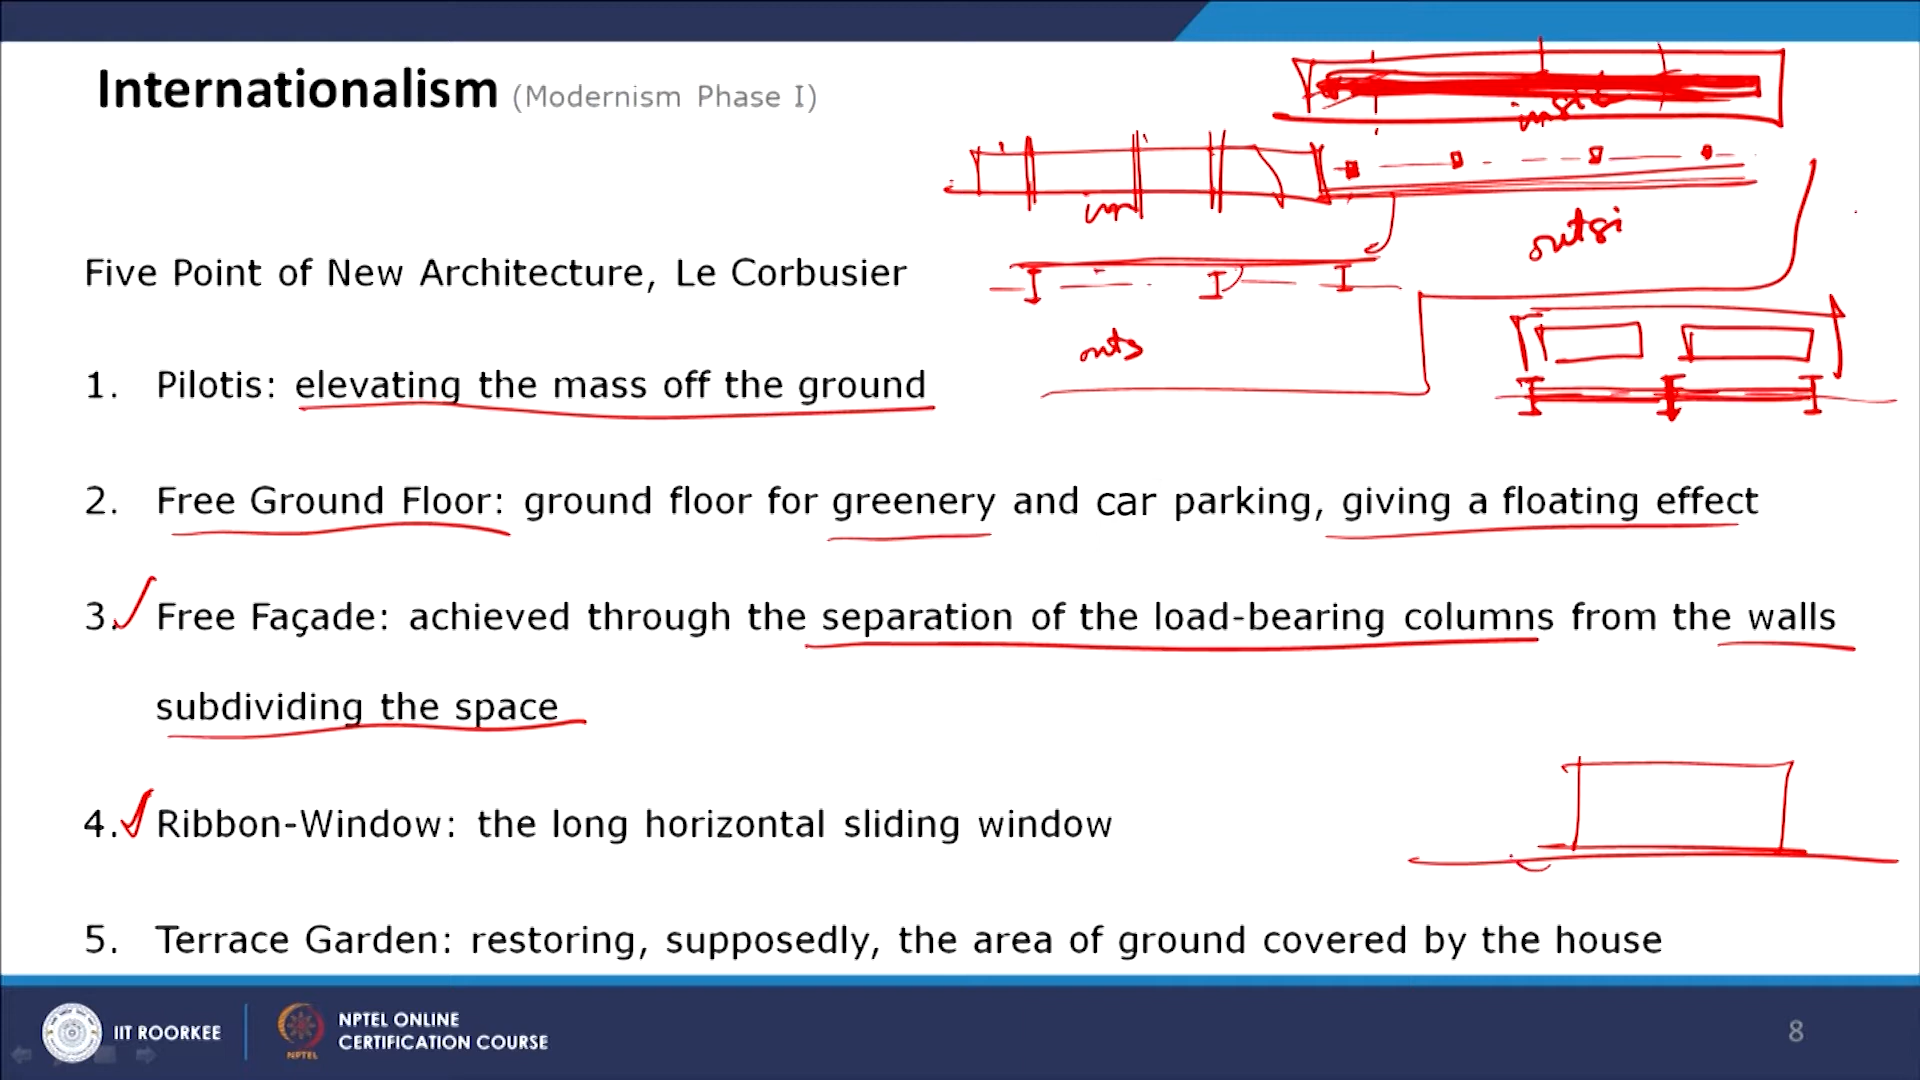 Internationalism (Modernism Phase I)
Five Point of New Architecture, Le Corbusier
1. Pilotis: elevating the mass off the ground
2. Free Ground Floor: ground floor for greenery and car parking, giving a floating effect
3. Free Façade: achieved through the separation of the load-bearing columns from the walls
subdividing the space
4. Ribbon-Window: the long horizontal sliding window
5. Terrace Garden: restoring, supposedly, the area of ground covered by the house
outsi
outs
IIT ROORKEE
NPTEL
NPTEL ONLINE
CERTIFICATION COURSE
8